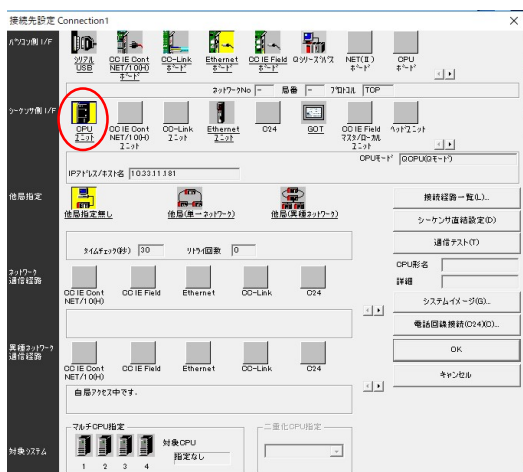 接続先設定 Connection1
パソコン側 I/F
シリアル
USB
CC IE Cont
NET/10(H)
ボード
CC-Link
ボード
Ethernet
ボード
CC IE Field
ボード
Qシリーズバス
NET(II)
ボード
CPU
ボード
ネットワークNo
-
局番
-
プロトコル
TCP
シーケンサ側 I/F
CPU
ユニット
CC IE Cont
NET/10(H)
ユニット
CC-Link
ユニット
Ethernet
ユニット
C24
GOT
CC IE Field
マスタ/ローカル
ユニット
ヘッドユニット
CPUモード
QCPU(Qモード)
IPアドレス/ホスト名
10.33.11.181
他局指定
他局指定無し
他局(単一ネットワーク)
他局(異種ネットワーク)
接続経路一覧(L)...
シーケンサ直結設定(D)
タイムチェック(秒)
30
リトライ回数
0
通信テスト(T)
CPU形名
詳細
ネットワーク
通信経路
CC IE Cont
NET/10(H)
CC IE Field
Ethernet
CC-Link
C24
システムイメージ(G)...
電話回線接続(C24)(C)...
OK
キャンセル
異種ネットワーク
通信経路
CC IE Cont
NET/10(H)
CC IE Field
Ethernet
CC-Link
C24
自局アクセス中です.
対象システム
マルチCPU指定
1
2
3
4
対象CPU
指定なし
二重化CPU指定